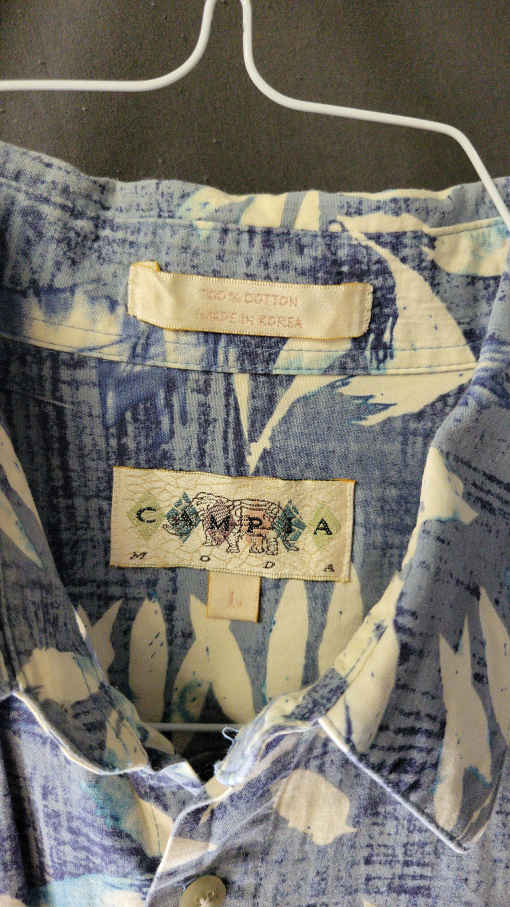 100% COTTON
MADE IN KOREA
CAMPIA
MODA
L